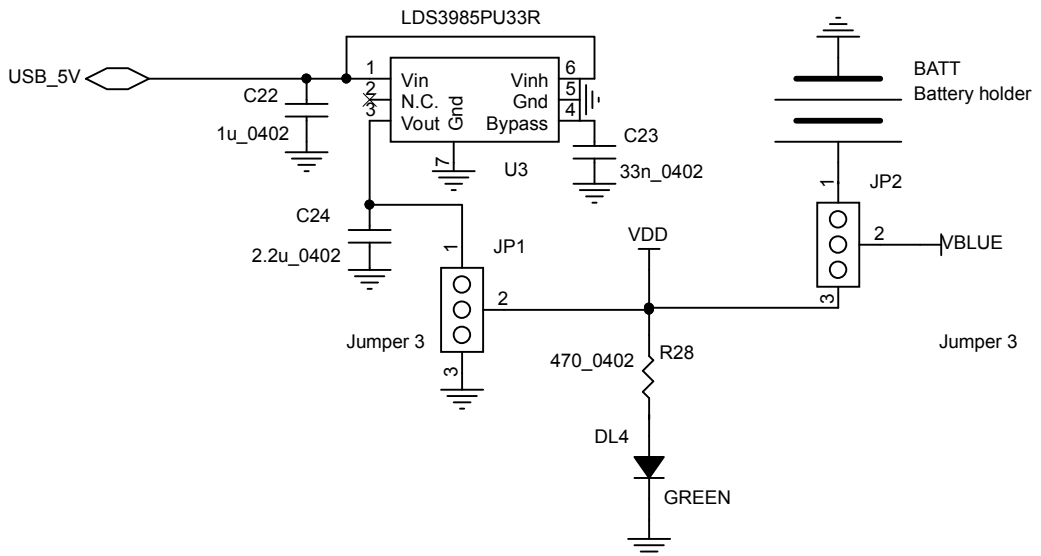 LDS3985PU33R
USB_5V
1
Vin
Vinh
6
2
N.C.
Gnd
5
3
Vout
Gnd
Bypass
4
C22
1u_0402
7
U3
C23
33n_0402
BATT
Battery holder
C24
2.2u_0402
1
JP1
2
Jumper 3
3
VDD
1
JP2
2
VBLUE
3
Jumper 3
470_0402
R28
DL4
GREEN